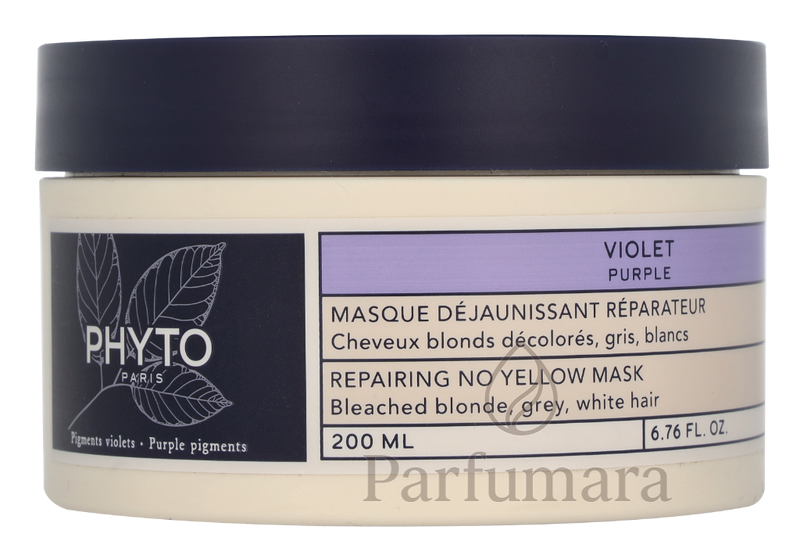 PHYTO
PARIS
Pigments violets • Purple pigments
VIOLET
PURPLE
MASQUE DÉJAUNISSANT RÉPARATEUR
Cheveux blonds décolorés, gris, blancs
REPAIRING NO YELLOW MASK
Bleached blonde, grey, white hair
200 ML
6.76 FL. OZ.
Parfumara